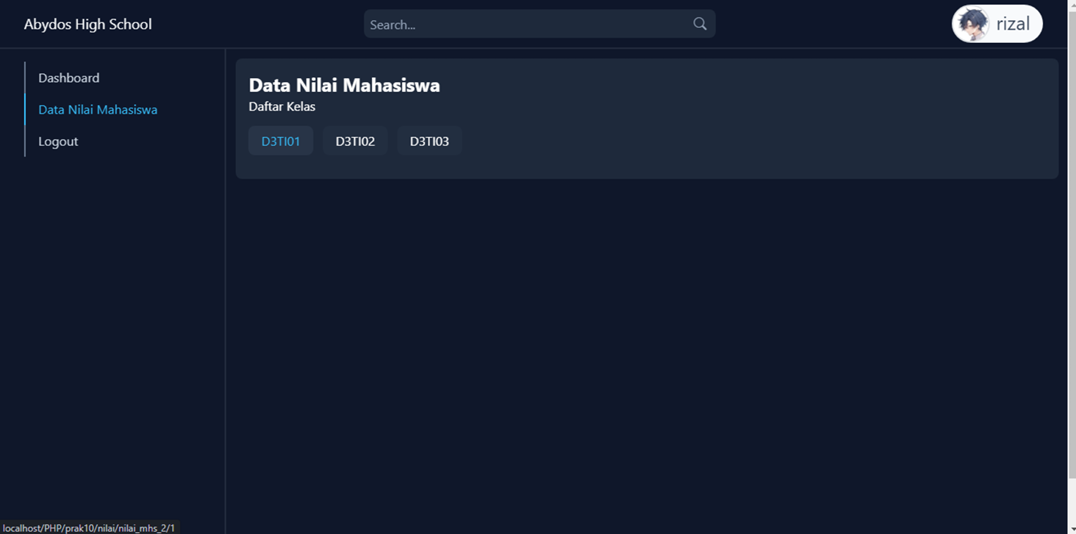 Abydos High School
Search...
rizal
Dashboard
Data Nilai Mahasiswa
Logout
Data Nilai Mahasiswa
Daftar Kelas
D3TI01 D3TI02 D3TI03
localhost/PHP/prak10/nilai/nilai_mhs_2/1